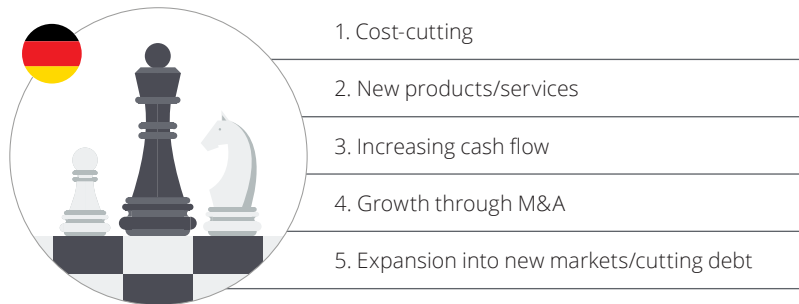 1. Cost-cutting
2. New products/services
3. Increasing cash flow
4. Growth through M&A
5. Expansion into new markets/cutting debt